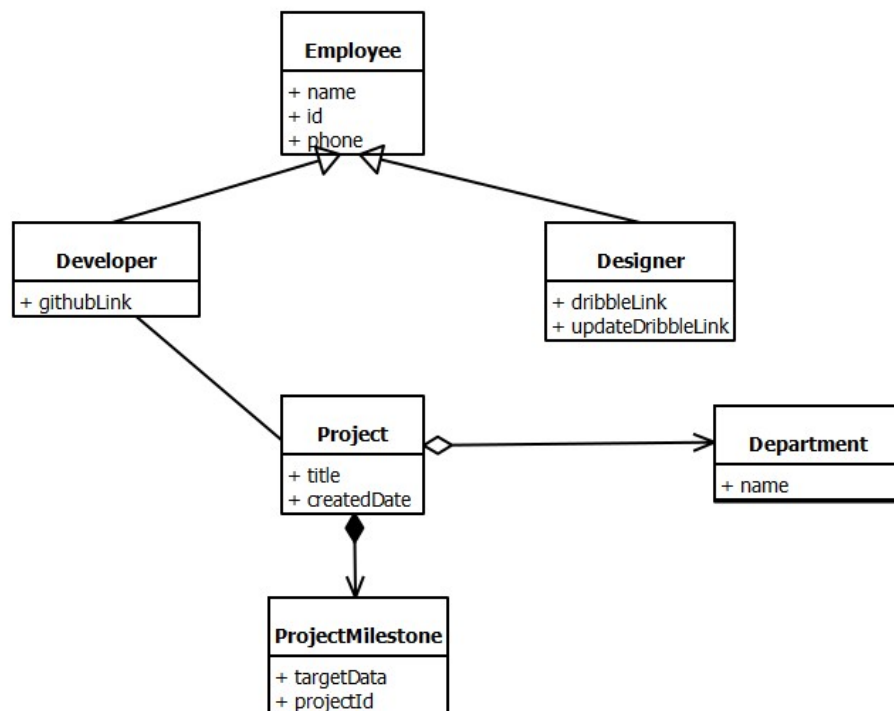 Employee
+ name
+ id
+ phone
Developer
+ githubLink
Designer
+ dribbleLink
+ updateDribbleLink
Project
+ title
+ createdDate
Department
+ name
ProjectMilestone
+ targetData
+ projectId